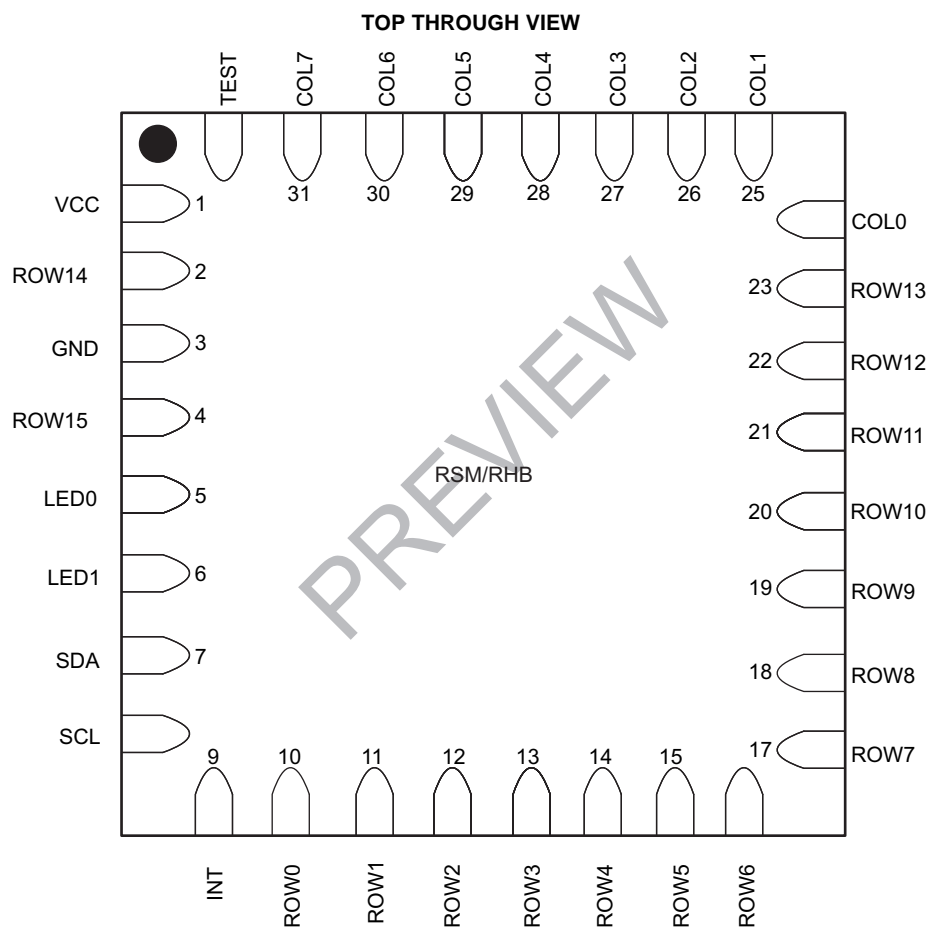 TOP THROUGH VIEW
TEST
COL7
COL6
COL5
COL4
COL3
COL2
COL1
31
30
29
28
27
26
25
VCC
1
COL0
ROW14
2
23
ROW13
GND
3
22
ROW12
ROW15
4
21
ROW11
RSM/RHB
PREVIEW
LED0
5
20
ROW10
LED1
6
19
ROW9
SDA
7
18
ROW8
SCL
17
ROW7
9
10
11
12
13
14
15
INT
ROW0
ROW1
ROW2
ROW3
ROW4
ROW5
ROW6